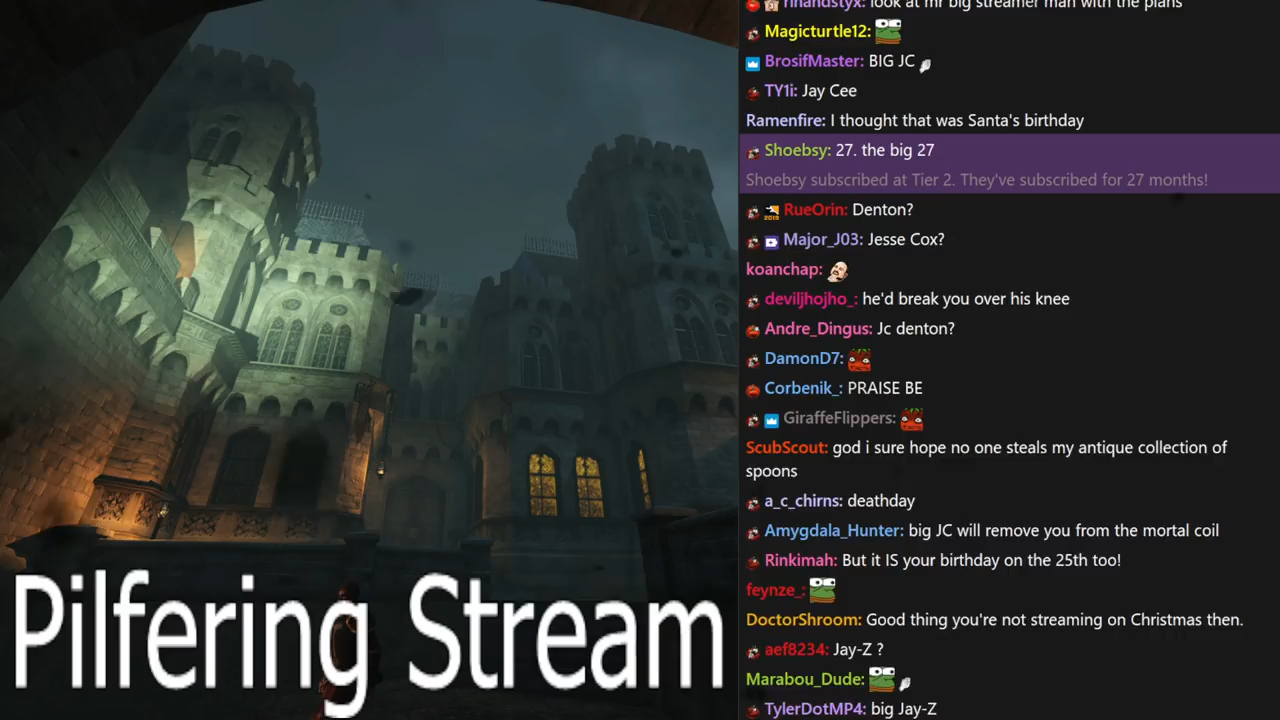 rinandstyx: look at mr big streamer man with the plans
Magicturtle12:
BrosifMaster: BIG JC
TY1i: Jay Cee
Ramenfire: I thought that was Santa's birthday
Shoebsy: 27. the big 27
Shoebsy subscribed at Tier 2. They've subscribed for 27 months!
RueOrin: Denton?
Major_J03: Jesse Cox?
koanchap:
deviljhojho_: he'd break you over his knee
Andre_Dingus: Jc denton?
DamonD7:
Corbenik_: PRAISE BE
GiraffeFlippers:
ScubScout: god i sure hope no one steals my antique collection of
spoons
a_c_chirns: deathday
Amygdala_Hunter: big JC will remove you from the mortal coil
Rinkimah: But it IS your birthday on the 25th too!
feynze_:
DoctorShroom: Good thing you're not streaming on Christmas then.
aef8234: Jay-Z ?
Marabou_Dude:
TylerDotMP4: big Jay-Z
Pilfering Stream